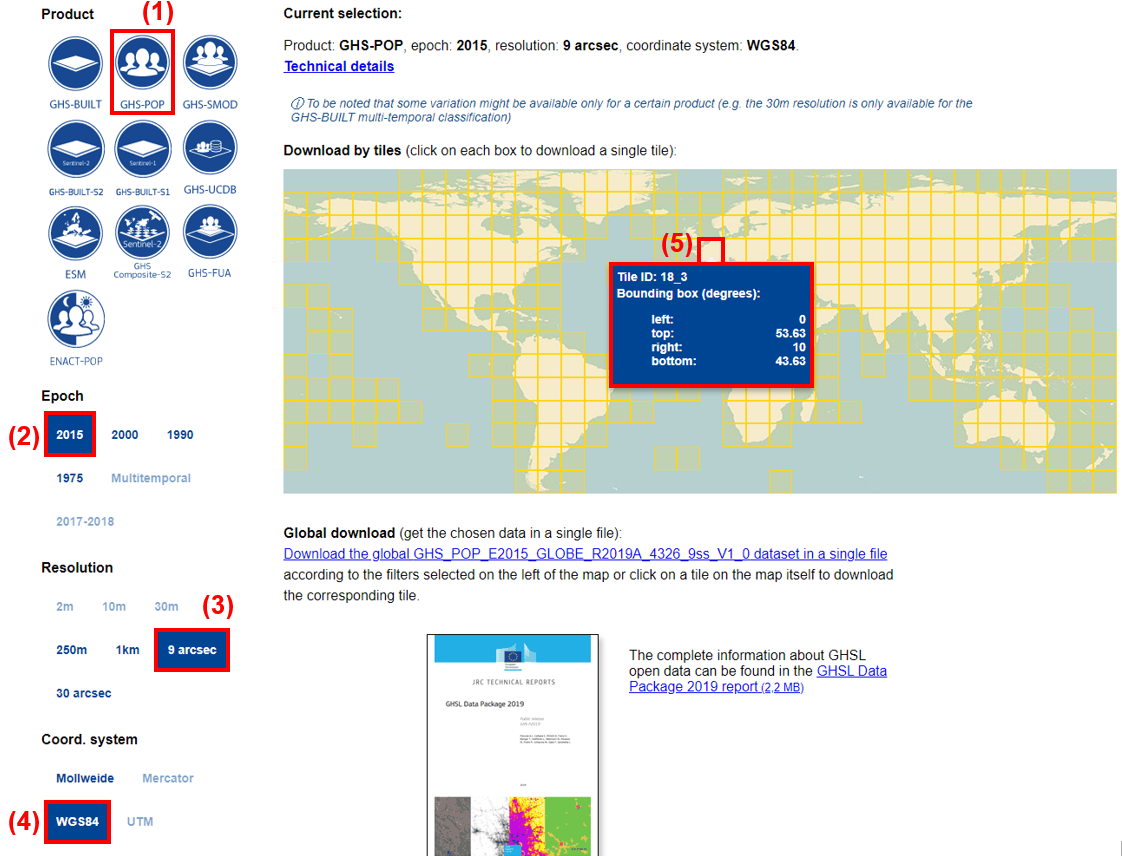 Product
(1)
GHS-BUILT
GHS-POP
GHS-SMOD
Sentinel-2
Sentinel-1
GHS-BUILT-S2
GHS-BUILT-S1
GHS-UCDB
Sentinel-2
ESM
GHS
Composite-S2
GHS-FUA
ENACT-POP
Epoch
(2)
2015
2000
1990
1975
Multitemporal
2017-2018
Resolution
2m
10m
30m
(3)
250m
1km
9 arcsec
30 arcsec
Coord. system
Mollweide
Mercator
(4)
WGS84
UTM
Current selection:
Product: GHS-POP, epoch: 2015, resolution: 9 arcsec, coordinate system: WGS84.
Technical details
ⓘ To be noted that some variation might be available only for a certain product (e.g. the 30m resolution is only available for the
GHS-BUILT multi-temporal classification)
Download by tiles (click on each box to download a single tile):
(5)
Tile ID: 18_3
Bounding box (degrees):
left: 0
top: 53.63
right: 10
bottom: 43.63
Global download (get the chosen data in a single file):
Download the global GHS_POP_E2015_GLOBE_R2019A_4326_9ss_V1_0 dataset in a single file
according to the filters selected on the left of the map or click on a tile on the map itself to download
the corresponding tile.
JRC TECHNICAL REPORTS
GHSL Data Package 2019
The complete information about GHSL
open data can be found in the GHSL Data
Package 2019 report (2,2 MB)